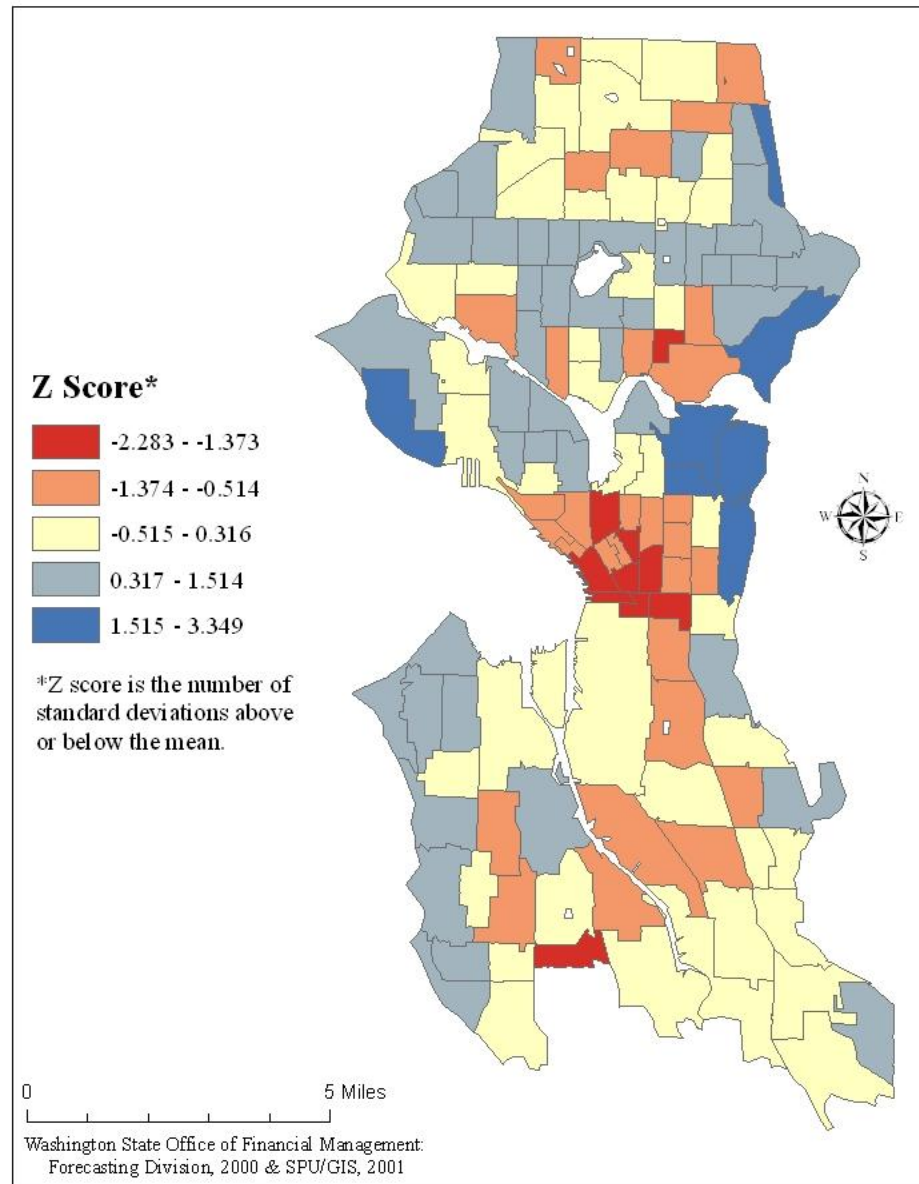 Z Score*
-2.283 - -1.373
-1.374 - -0.514
-0.515 - 0.316
0.317 - 1.514
1.515 - 3.349
*Z score is the number of
standard deviations above
or below the mean.
N
W E
S
0 5 Miles
Washington State Office of Financial Management:
Forecasting Division, 2000 & SPU/GIS, 2001